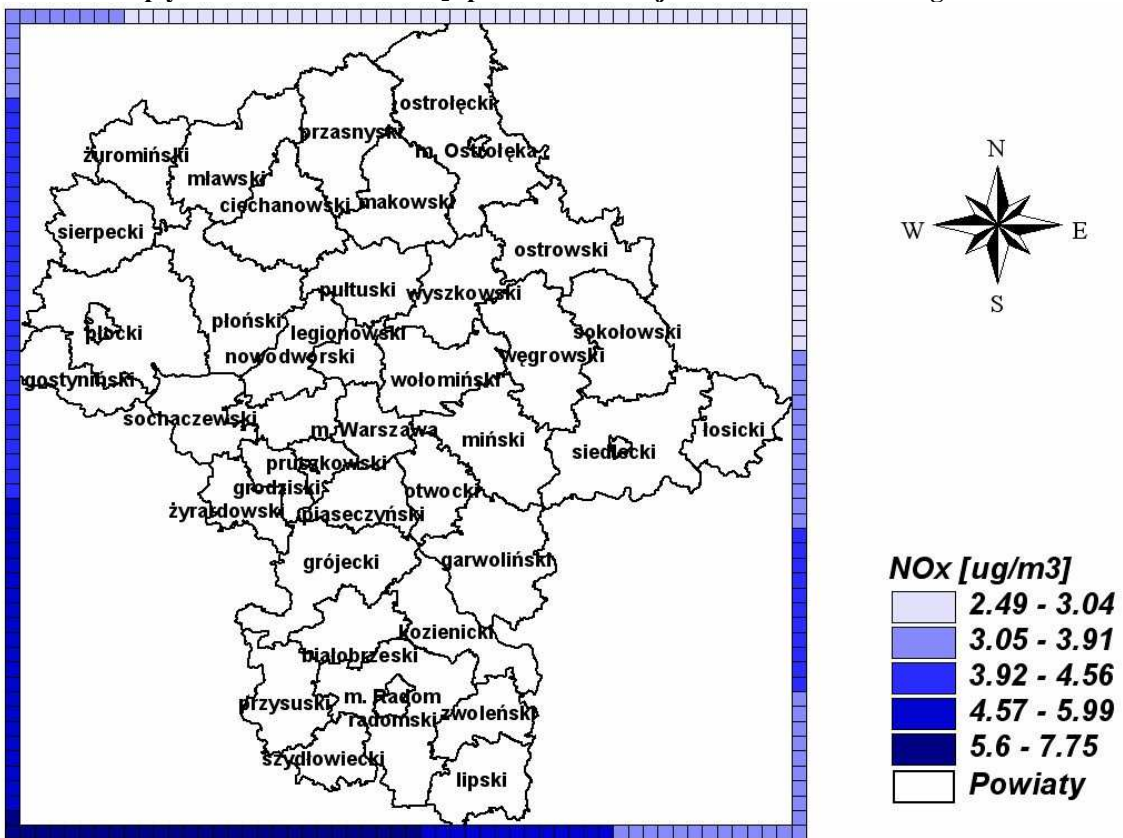 ostrołęcki
przasnyski
m. Ostrołęka
żuromiński
mławski
ciechanowski
makowski
sierpecki
ostrowski
pułtuski
wyszkowski
płocki
płoński
legionowski
sokołowski
nowodworski
węgrowski
gostyniński
wołomiński
sochaczewski
m. Warszawa
miński
siedlecki
łosicki
pruszkowski
grodziski
otwocki
żyrardowski
piaseczyński
grójecki
garwoliński
kozienicki
białobrzeski
przysuski
m. Radom
radomski
zwoleński
szydłowiecki
lipski
N
W
E
S
NOx [ug/m3]
2.49 - 3.04
3.05 - 3.91
3.92 - 4.56
4.57 - 5.99
5.6 - 7.75
Powiaty